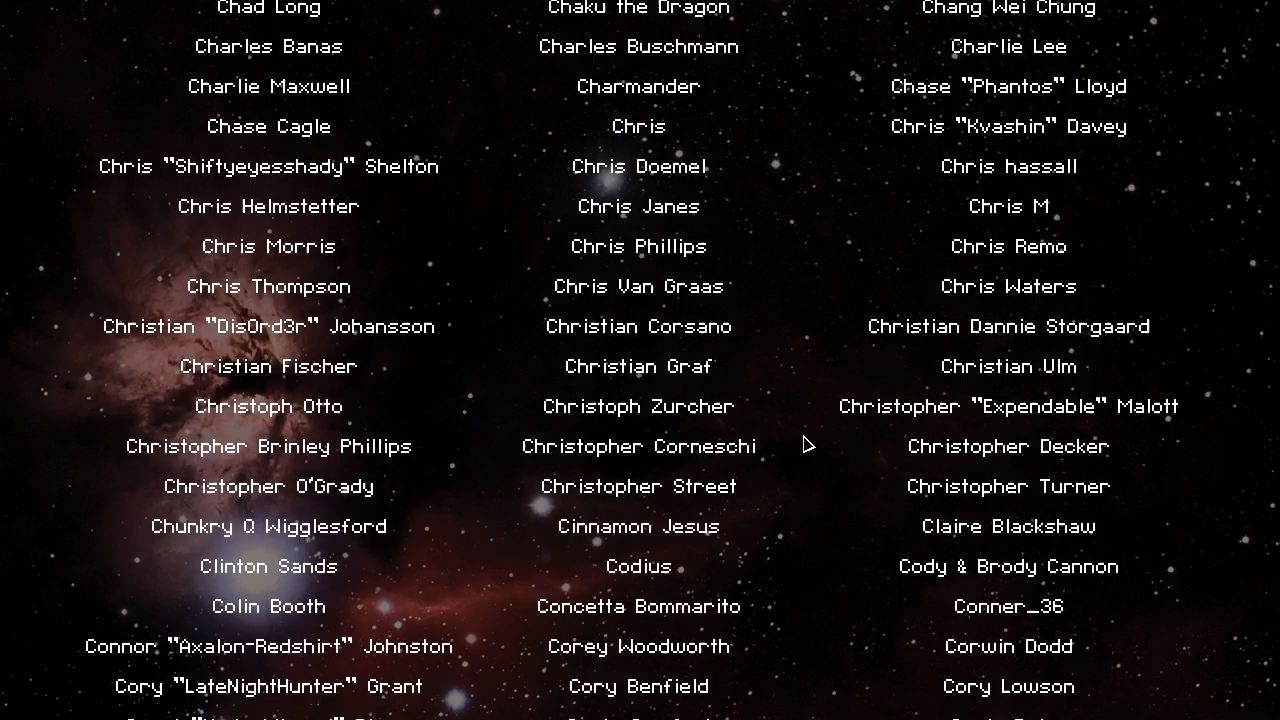 Chad Long Chaku the Dragon Chang Wei Chung
Charles Banas Charles Buschmann Charlie Lee
Charlie Maxwell Charmander Chase "Phantos" Lloyd
Chase Cagle Chris Chris "Kvashin" Davey
Chris "Shiftyeyesshady" Shelton Chris Doemel Chris hassall
Chris Helmstetter Chris Janes Chris M
Chris Morris Chris Phillips Chris Remo
Chris Thompson Chris Van Graas Chris Waters
Christian "Dis0rd3r" Johansson Christian Corsano Christian Dannie Storgaard
Christian Fischer Christian Graf Christian Ulm
Christoph Otto Christoph Zurcher Christopher "Expendable" Malott
Christopher Brinley Phillips Christopher Corneschi Christopher Decker
Christopher O'Grady Christopher Street Christopher Turner
Chunkry Q Wigglesford Cinnamon Jesus Claire Blackshaw
Clinton Sands Codius Cody & Brody Cannon
Colin Booth Concetta Bommarito Conner_36
Connor "Axalon-Redshirt" Johnston Corey Woodworth Corwin Dodd
Cory "LateNightHunter" Grant Cory Benfield Cory Lowson